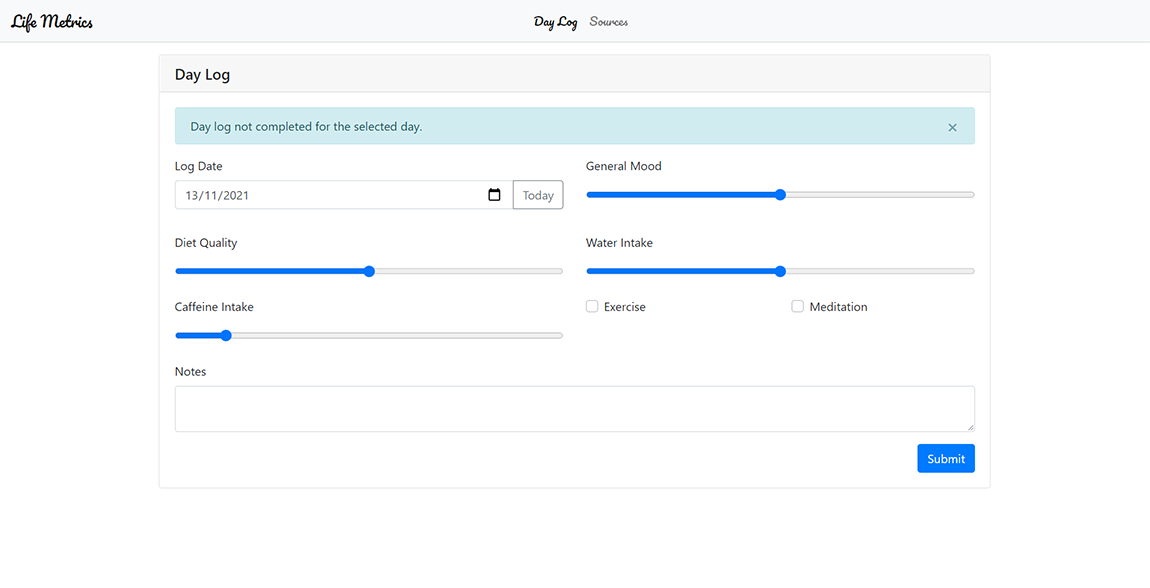 Life Metrics
Day Log Sources
Day Log
Day log not completed for the selected day. ×
Log Date
13/11/2021 Today
General Mood
Diet Quality
Water Intake
Caffeine Intake
Exercise Meditation
Notes
Submit